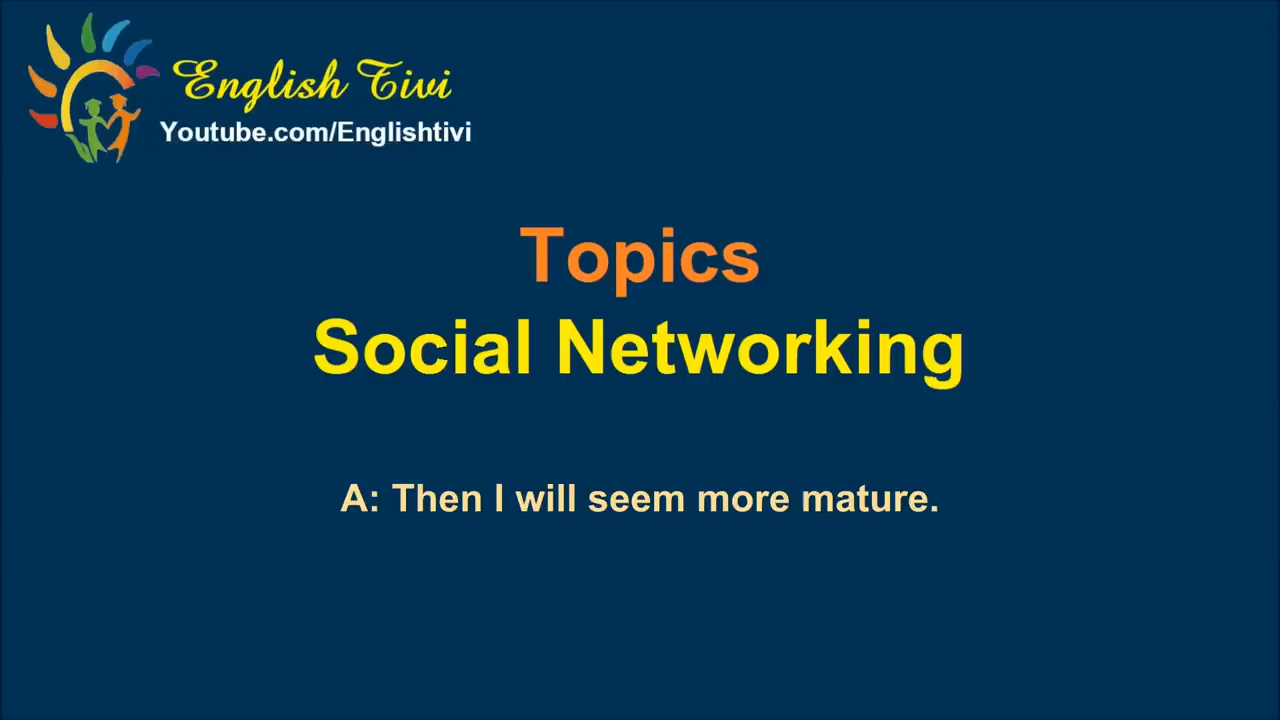 English Tivi
Youtube.com/Englishtivi
Topics
Social Networking
A: Then I will seem more mature.